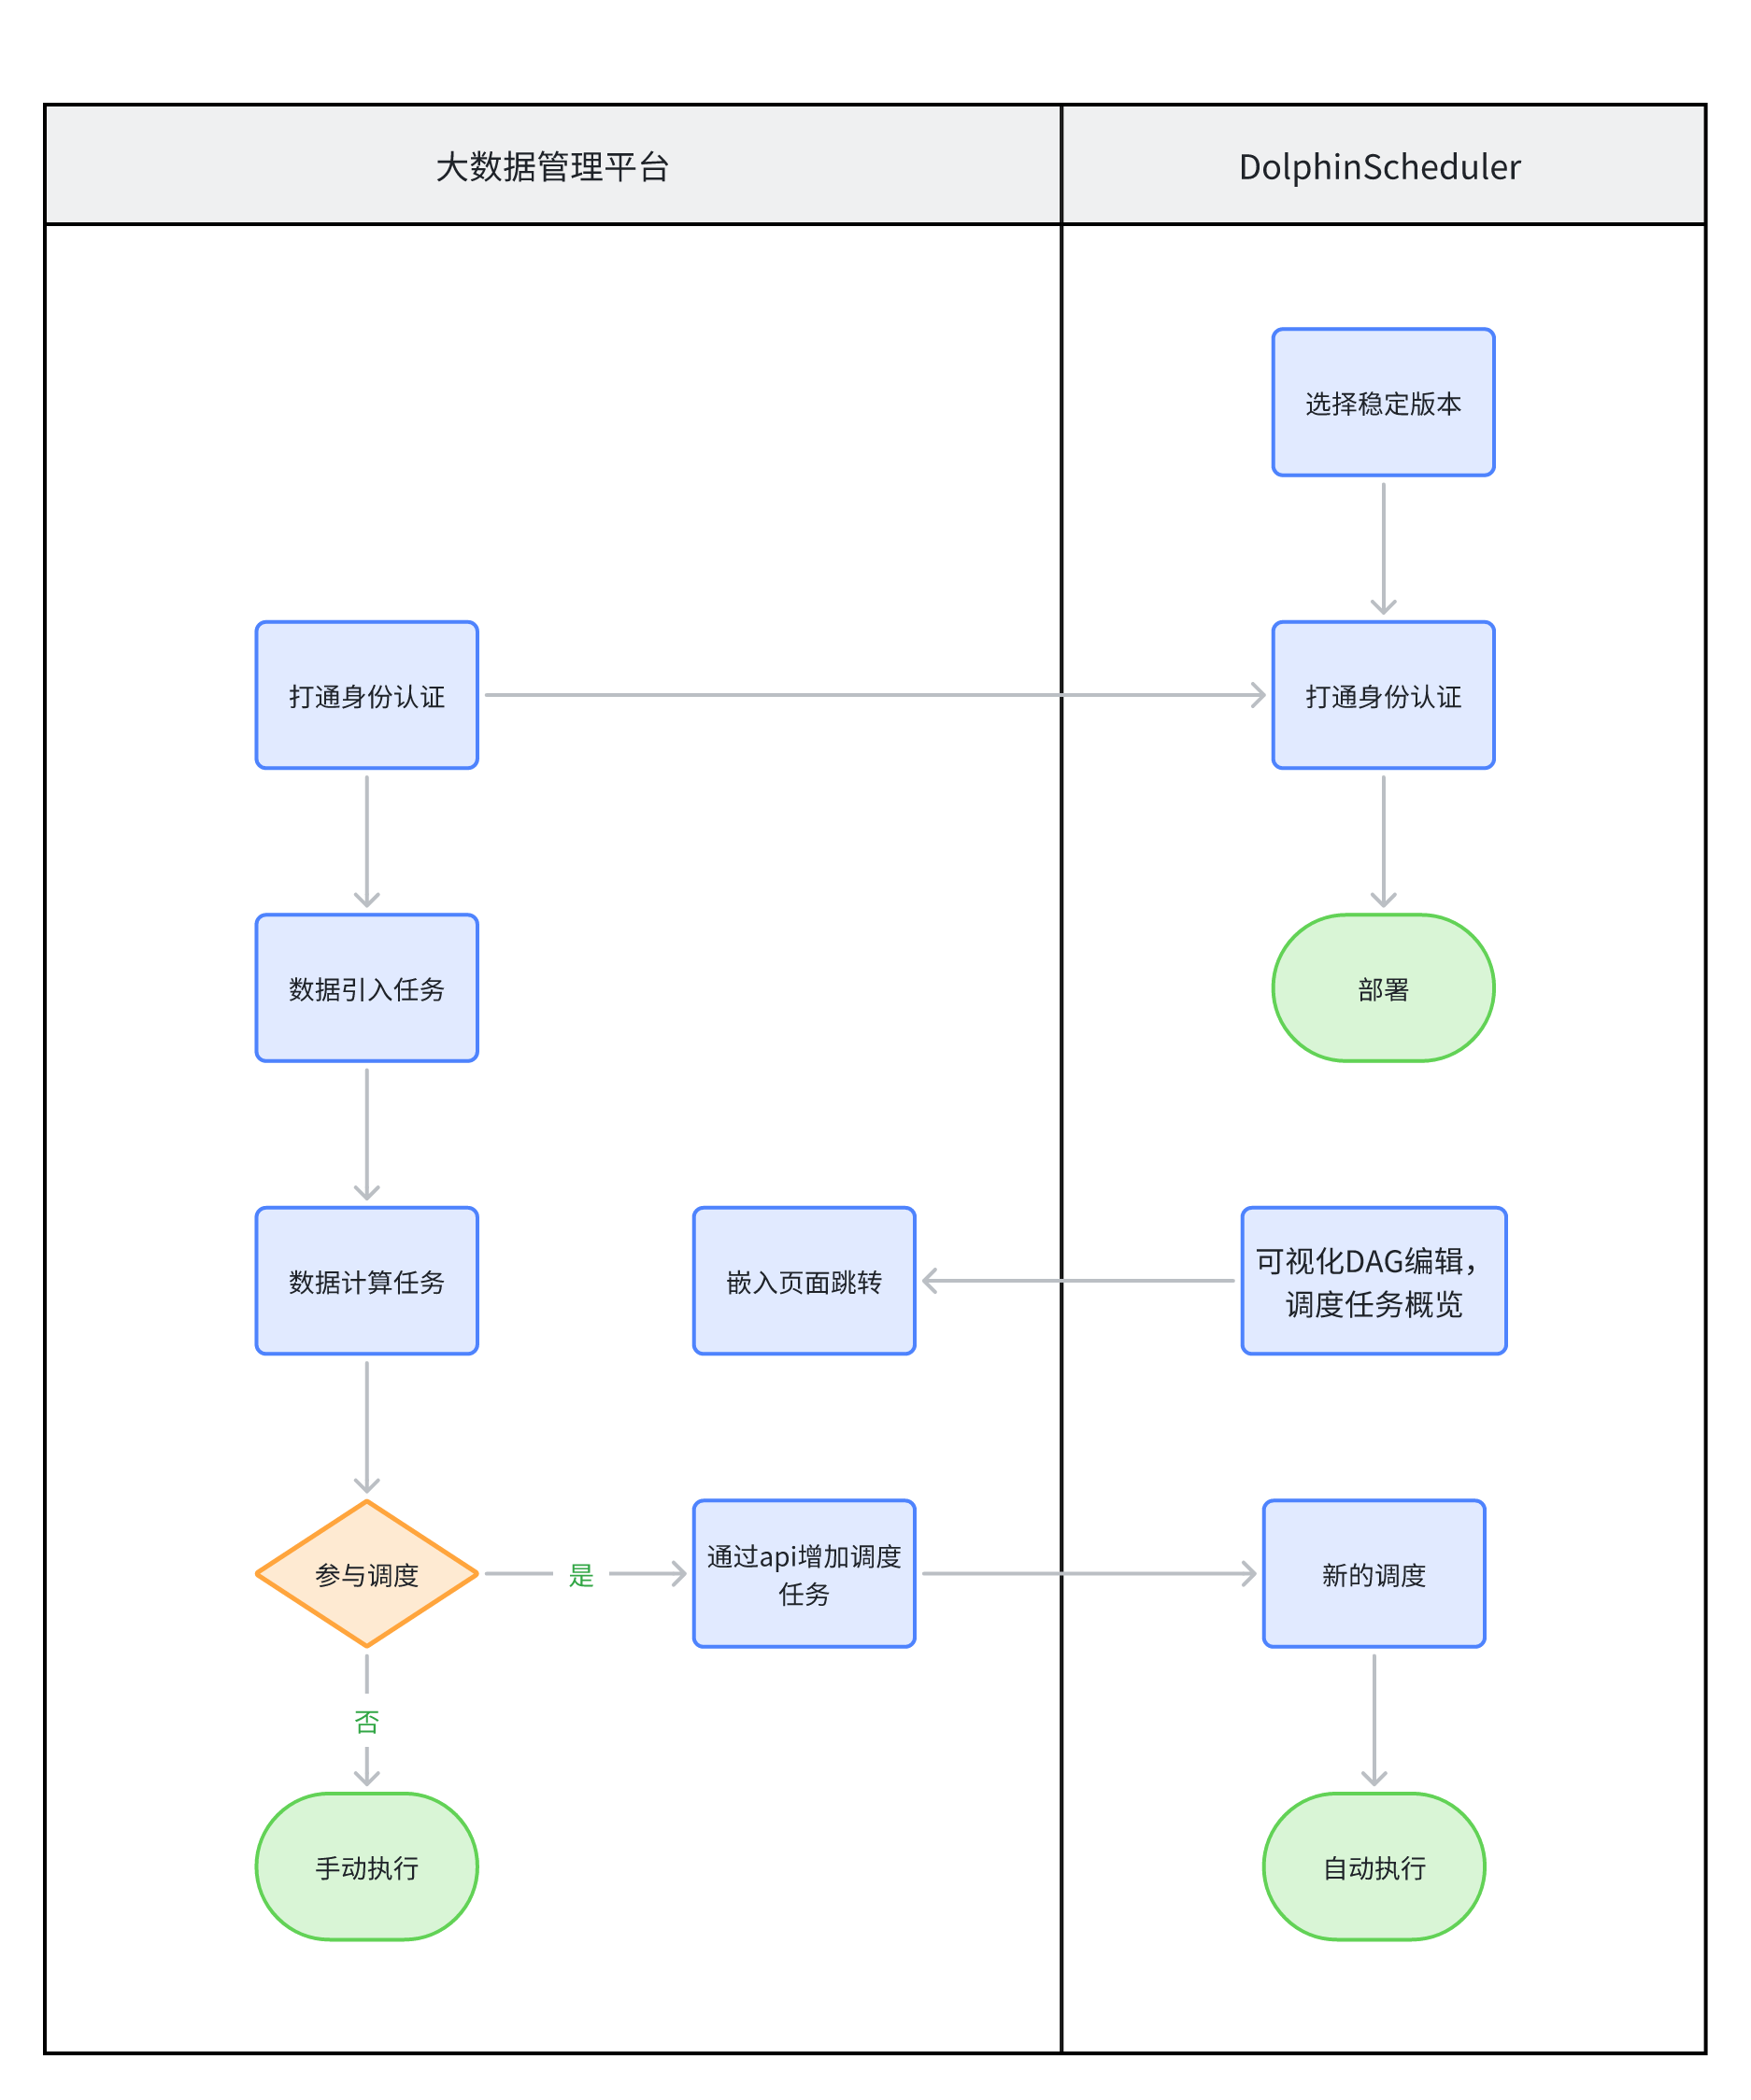 大数据管理平台
DolphinScheduler
选择稳定版本
打通身份认证
打通身份认证
数据引入任务
部署
数据计算任务
嵌入页面跳转
可视化DAG编辑，
调度任务概览
参与调度
是
通过api增加调度
任务
新的调度
否
手动执行
自动执行